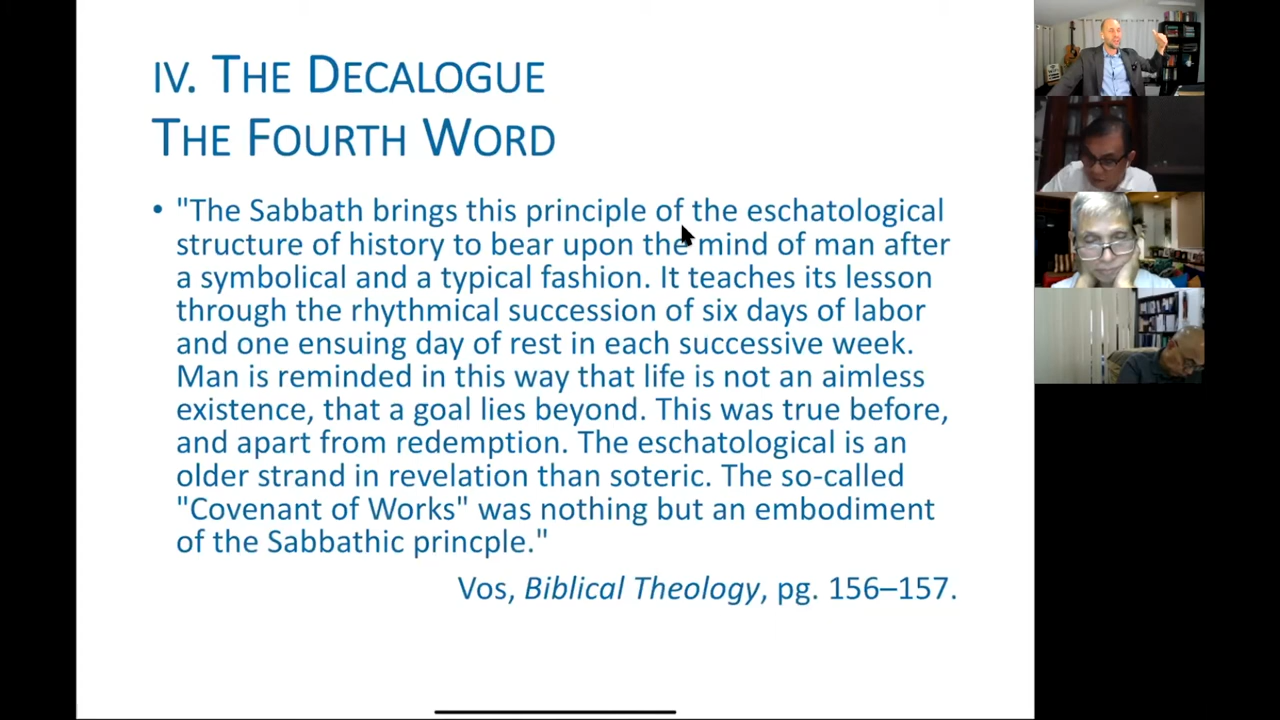 IV. THE DECALOGUE
THE FOURTH WORD
• "The Sabbath brings this principle of the eschatological
structure of history to bear upon the mind of man after
a symbolical and a typical fashion. It teaches its lesson
through the rhythmical succession of six days of labor
and one ensuing day of rest in each successive week.
Man is reminded in this way that life is not an aimless
existence, that a goal lies beyond. This was true before,
and apart from redemption. The eschatological is an
older strand in revelation than soteric. The so-called
"Covenant of Works" was nothing but an embodiment
of the Sabbathic princple."
Vos, Biblical Theology, pg. 156–157.